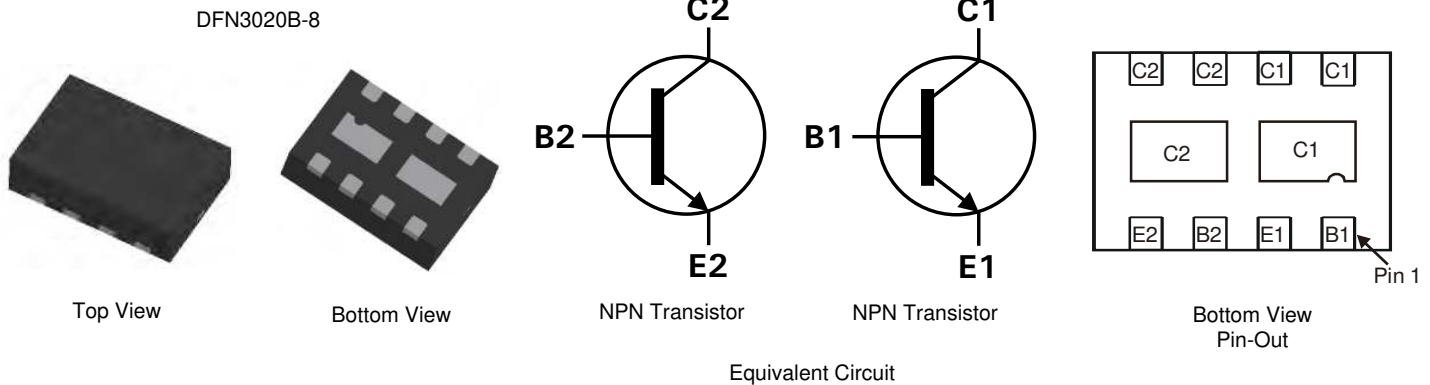 DFN3020B-8
C2
C1
B2
B1
E2
E1
C2 C2 C1 C1
C2 C1
E2 B2 E1 B1
Pin 1
Top View
Bottom View
NPN Transistor
NPN Transistor
Bottom View
Pin-Out
Equivalent Circuit